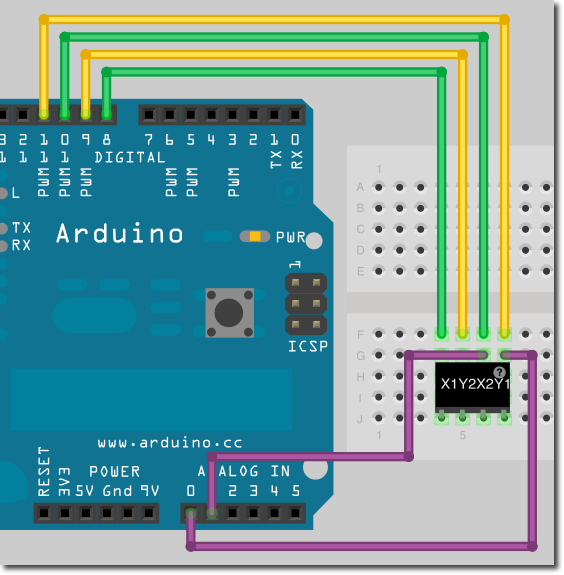 3 2 1 0 9 8 7 6 5 4 3 2 1 0
1 1 1 1 DIGITAL
PWM PWM PWM PWM PWM PWM TX RX
L
TX
RX
Arduino
PWR
1
ICSP
www.arduino.cc
RESET 3V3 POWER ANALOG IN
5V Gnd 9V 0 2 3 4 5
1
A
B
C
D
E
F
G
H
I
J
?
X1Y2X2Y1
1 5